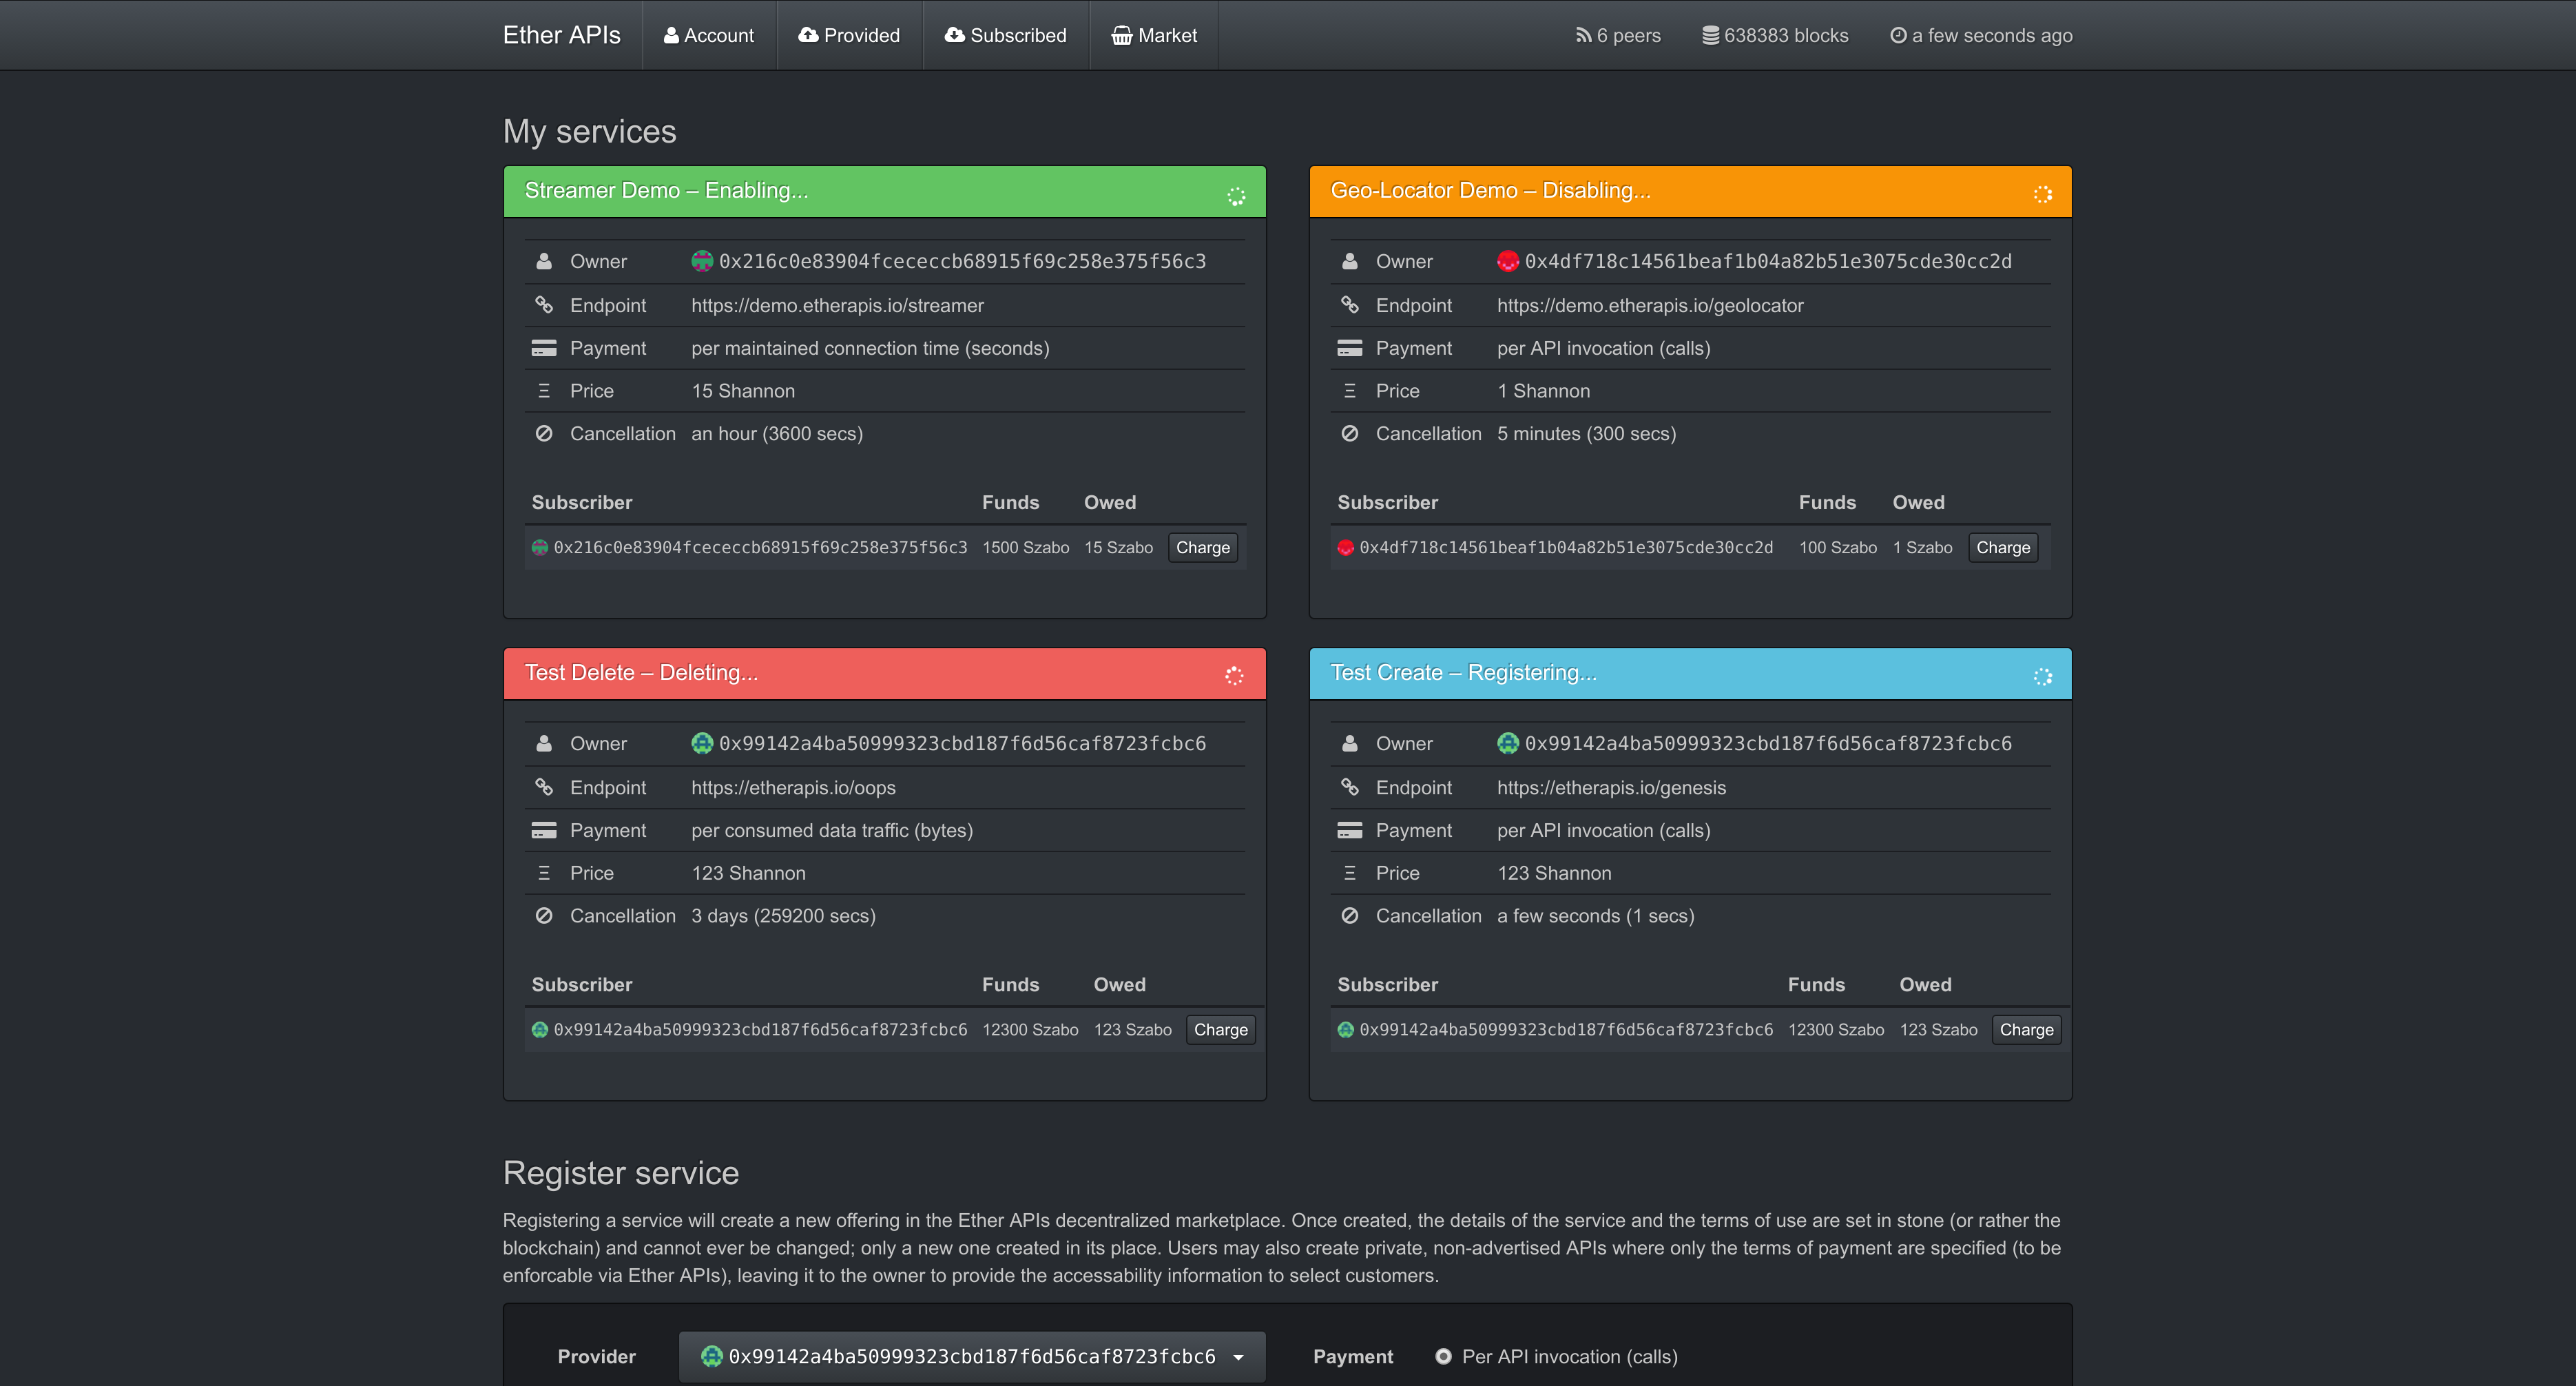 Ether APIs Account Provided Subscribed Market 6 peers 638383 blocks a few seconds ago
My services
Streamer Demo – Enabling...
Owner 0x216c0e83904fcececcb68915f69c258e375f56c3
Endpoint https://demo.etherapis.io/streamer
Payment per maintained connection time (seconds)
Ξ Price 15 Shannon
Cancellation an hour (3600 secs)
Subscriber Funds Owed
0x216c0e83904fcececcb68915f69c258e375f56c3 1500 Szabo 15 Szabo Charge
Geo-Locator Demo – Disabling...
Owner 0x4df718c14561beaf1b04a82b51e3075cde30cc2d
Endpoint https://demo.etherapis.io/geolocator
Payment per API invocation (calls)
Ξ Price 1 Shannon
Cancellation 5 minutes (300 secs)
Subscriber Funds Owed
0x4df718c14561beaf1b04a82b51e3075cde30cc2d 100 Szabo 1 Szabo Charge
Test Delete – Deleting...
Owner 0x99142a4ba50999323cbd187f6d56caf8723fcbc6
Endpoint https://etherapis.io/oops
Payment per consumed data traffic (bytes)
Ξ Price 123 Shannon
Cancellation 3 days (259200 secs)
Subscriber Funds Owed
0x99142a4ba50999323cbd187f6d56caf8723fcbc6 12300 Szabo 123 Szabo Charge
Test Create – Registering...
Owner 0x99142a4ba50999323cbd187f6d56caf8723fcbc6
Endpoint https://etherapis.io/genesis
Payment per API invocation (calls)
Ξ Price 123 Shannon
Cancellation a few seconds (1 secs)
Subscriber Funds Owed
0x99142a4ba50999323cbd187f6d56caf8723fcbc6 12300 Szabo 123 Szabo Charge
Register service
Registering a service will create a new offering in the Ether APIs decentralized marketplace. Once created, the details of the service and the terms of use are set in stone (or rather the
blockchain) and cannot ever be changed; only a new one created in its place. Users may also create private, non-advertised APIs where only the terms of payment are specified (to be
enforcable via Ether APIs), leaving it to the owner to provide the accessability information to select customers.
Provider 0x99142a4ba50999323cbd187f6d56caf8723fcbc6 Payment Per API invocation (calls)